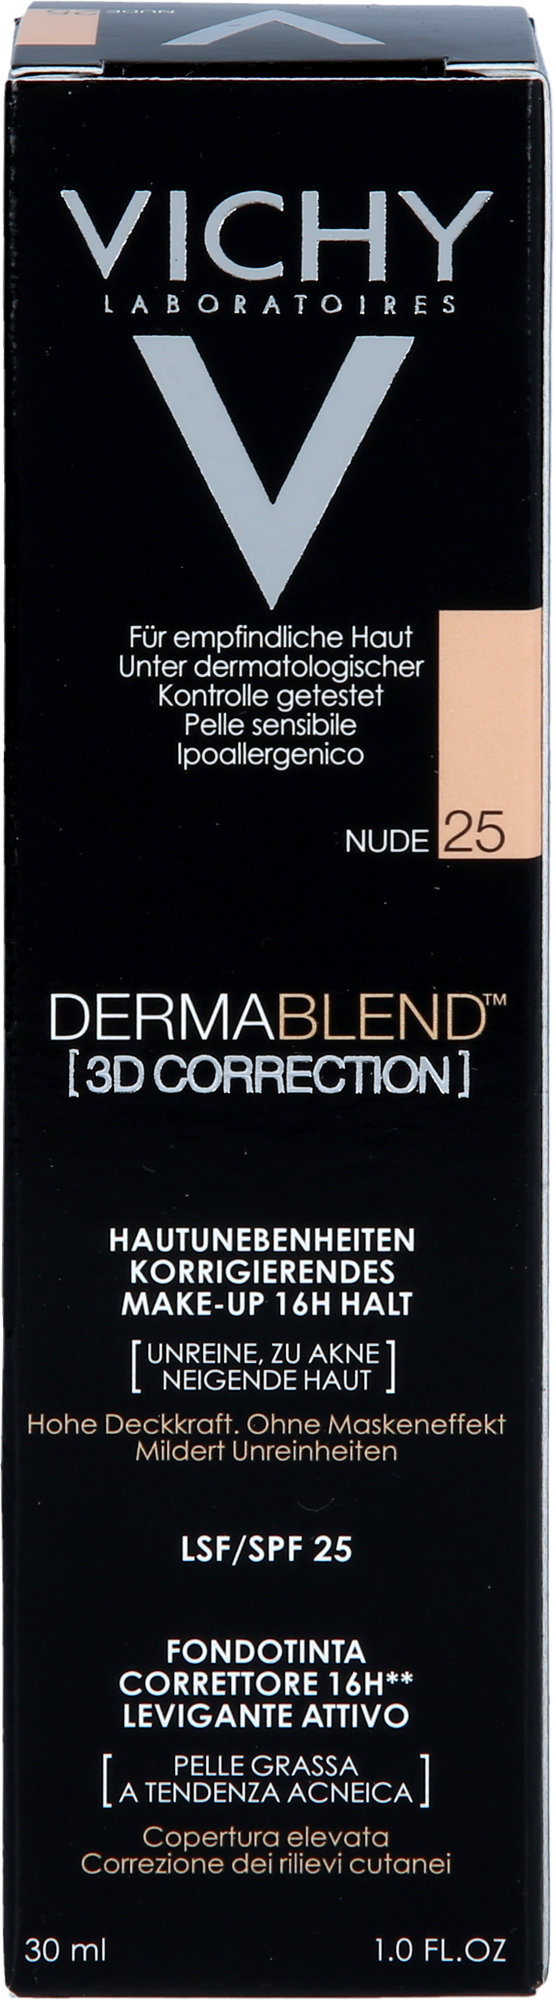 NUDE 25
VICHY
LABORATOIRES
V
Für empfindliche Haut
Unter dermatologischer
Kontrolle getestet
Pelle sensibile
Ipoallergenico
NUDE 25
DERMABLEND™
[3D CORRECTION]
HAUTUNEBENHEITEN
KORRIGIERENDES
MAKE-UP 16H HALT
[UNREINE, ZU AKNE
NEIGENDE HAUT]
Hohe Deckkraft. Ohne Maskeneffekt
Mildert Unreinheiten
LSF/SPF 25
FONDOTINTA
CORRETTORE 16H**
LEVIGANTE ATTIVO
[PELLE GRASSA
A TENDENZA ACNEICA]
Copertura elevata
Correzione dei rilievi cutanei
30 ml 1.0 FL.OZ